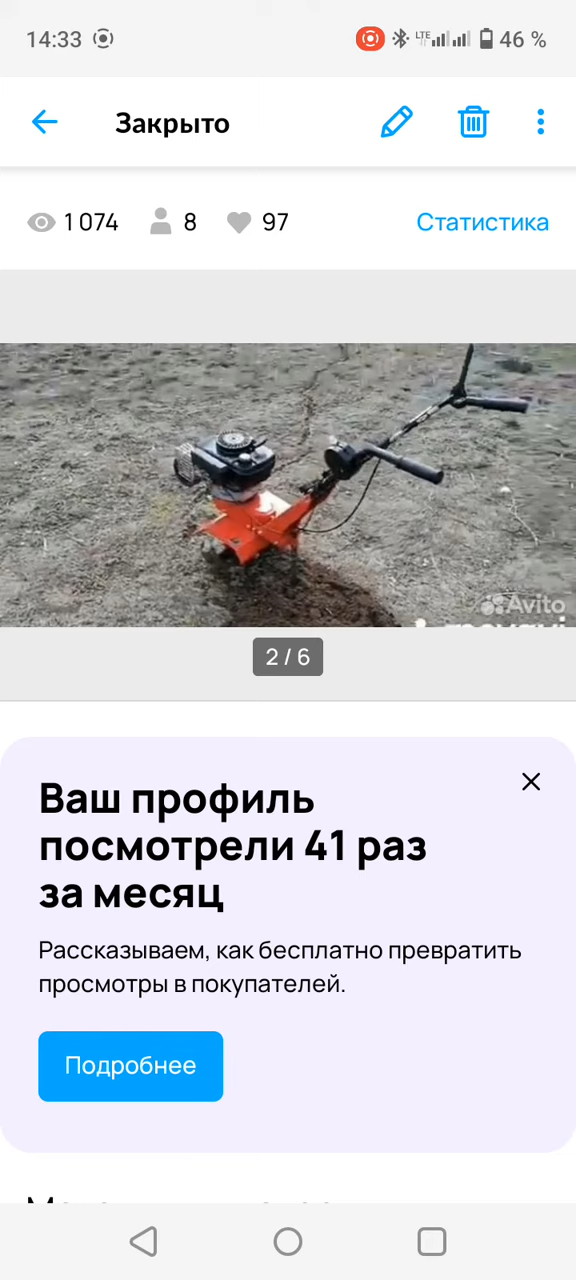 14:33 LTE 46 %
Закрыто
1 074 8 97 Статистика
Avito
2 / 6
Ваш профиль
посмотрели 41 раз
за месяц
Рассказываем, как бесплатно превратить
просмотры в покупателей.
Подробнее